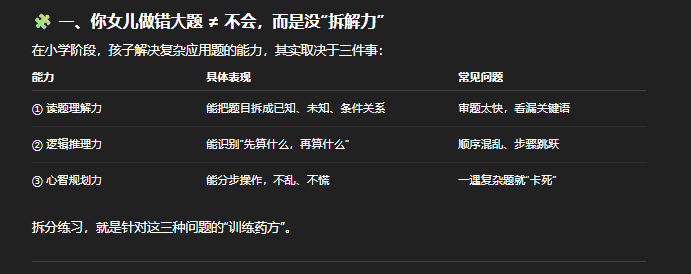 🧩 一、你女儿做错大题 ≠ 不会，而是没“拆解力”
在小学阶段，孩子解决复杂应用题的能力，其实取决于三件事：
能力 具体表现 常见问题
① 读题理解力 能把题目拆成已知、未知、条件关系 审题太快，看漏关键语
② 逻辑推理力 能识别“先算什么，再算什么” 顺序混乱、步骤跳跃
③ 心智规划力 能分步操作，不乱、不慌 一遇复杂题就“卡死”
拆分练习，就是针对这三种问题的“训练药方”。